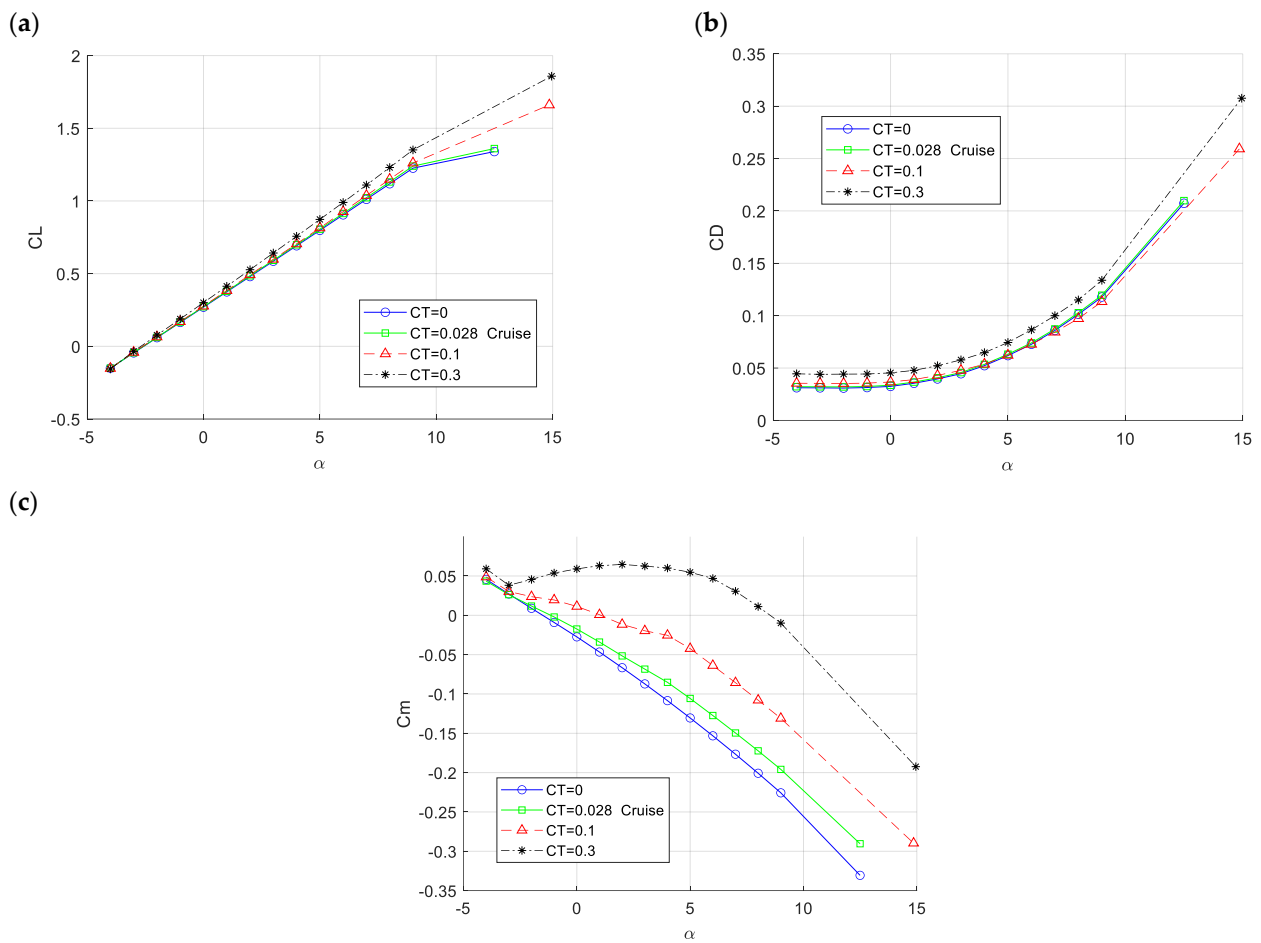 (a)
2
1.5
1
0.5
0
-0.5
CL
-5
0
5
10
15
α
CT=0
CT=0.028 Cruise
CT=0.1
CT=0.3
(b)
0.35
0.3
0.25
0.2
0.15
0.1
0.05
0
CD
-5
0
5
10
15
α
CT=0
CT=0.028 Cruise
CT=0.1
CT=0.3
(c)
0.05
0
-0.05
-0.1
-0.15
-0.2
-0.25
-0.3
-0.35
Cm
-5
0
5
10
15
α
CT=0
CT=0.028 Cruise
CT=0.1
CT=0.3